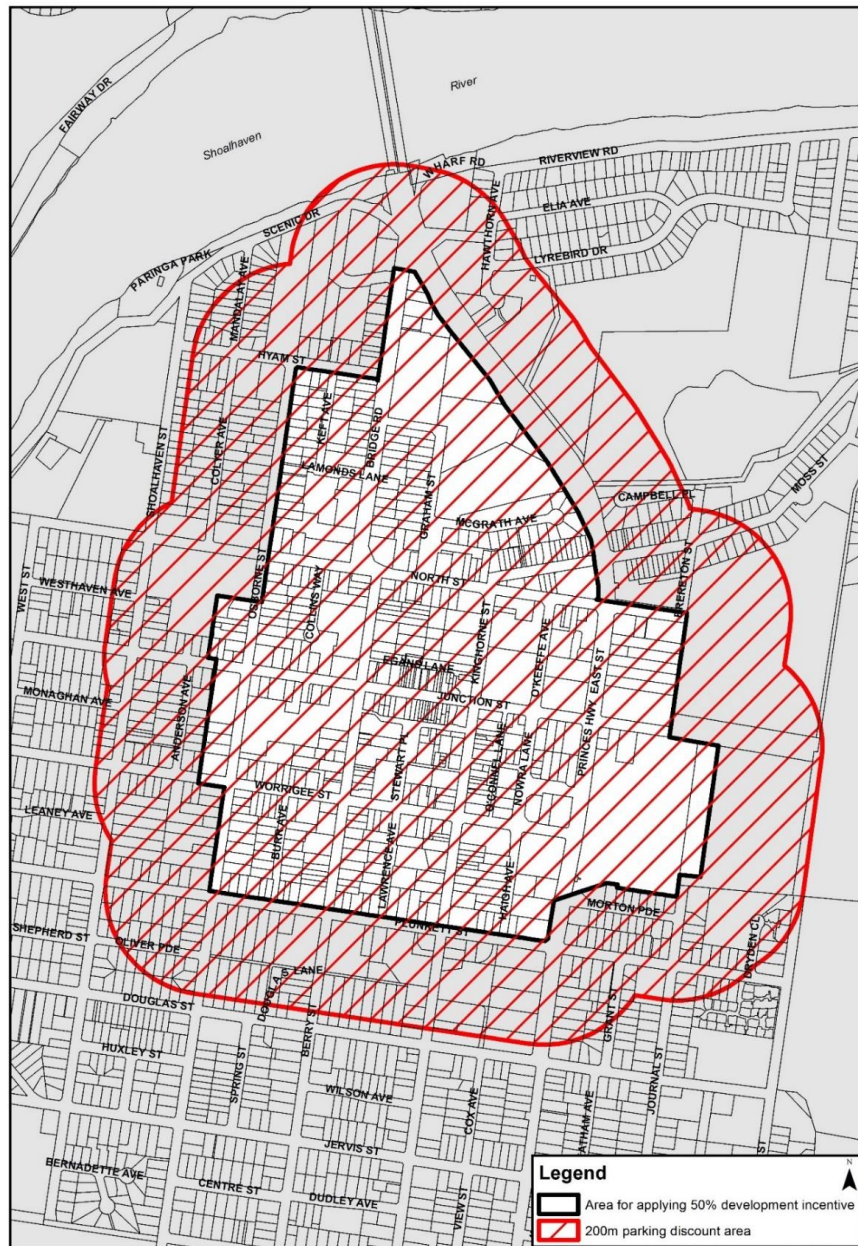 FAIRWAY DR
River
Shoalhaven
WHARF RD
RIVERVIEW RD
HAWTHORN AVE
ELIA AVE
SCENIC DR
LYREBIRD DR
PARINGA PARK
MANDALAY AVE
HYAM ST
KEFT AVE
BRIDGE RD
COLYER AVE
SHOALHAVEN ST
LAMONDS LANE
GRAHAM ST
MOSS ST
CAMPBELL PL
MCGRATH AVE
BRERETON ST
NORTH ST
WEST ST
WESTHAVEN AVE
OSBORNE ST
COLLINS WAY
KINGHORNE ST
O'KEEFFE AVE
EGANS LANE
JUNCTION ST
PRINCES HWY EAST ST
MONAGHAN AVE
ANDERSON AVE
STEWART PL
O'CONNEL LANE
NOWRA LANE
WORRIGEE ST
LEANEY AVE
BURR AVE
LAWRENCE AVE
HAIGH AVE
MORTON PDE
PLUNKETT ST
SHEPHERD ST
OLIVER PDE
DRYDEN CL
DOUGLAS LANE
DOUGLAS ST
BERRY ST
GRANT ST
HUXLEY ST
SPRING ST
JOURNAL ST
WILSON AVE
COX AVE
ATHAM AVE
JERVIS ST
ST
BERNADETTE AVE
CENTRE ST
DUDLEY AVE
VIEW ST
Legend
N
Area for applying 50% development incentive
200m parking discount area